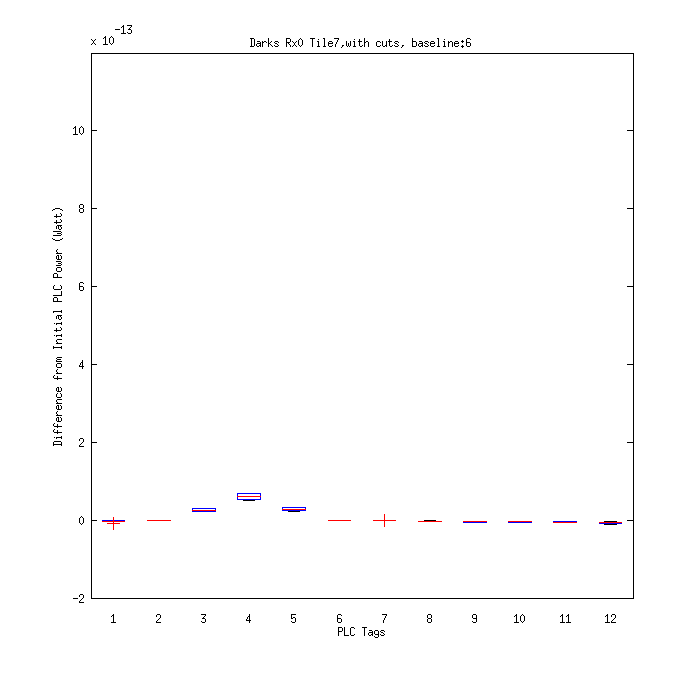 x 10-13
Darks Rx0 Tile7,with cuts, baseline:6
10
8
6
4
2
0
-2
Difference from Initial PLC Power (Watt)
1 2 3 4 5 6 7 8 9 10 11 12
PLC Tags